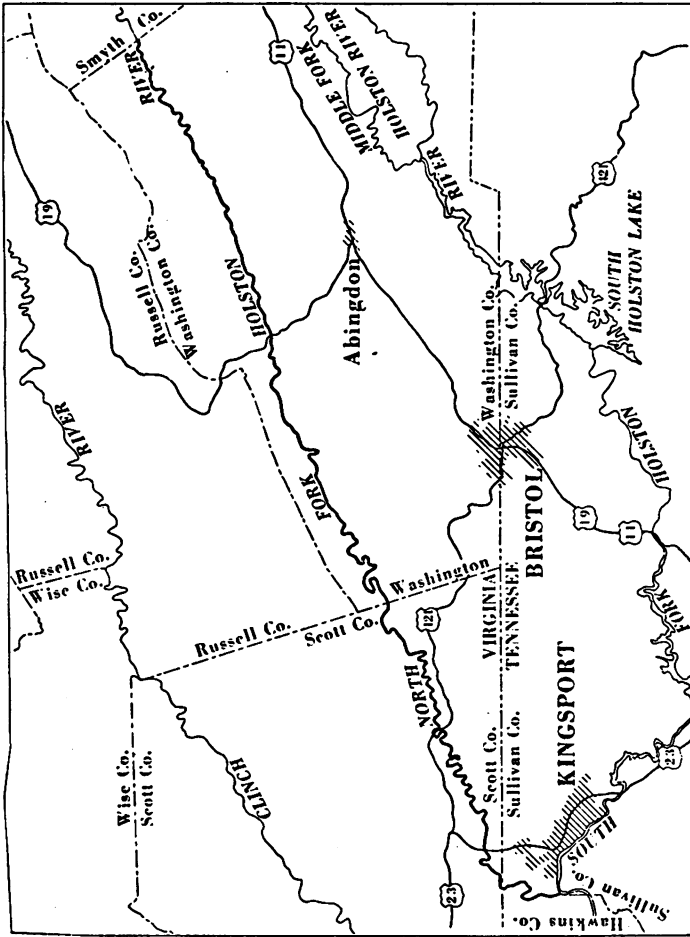 Smyth Co.
RIVER
11
MIDDLE FORK
HOLSTON RIVER
RIVER
19
Russell Co.
Washington Co.
HOLSTON
Abingdon
421
SOUTH
HOLSTON LAKE
Washington Co.
Sullivan Co.
RIVER
FORK
BRISTOL
HOLSTON
19
11
Russell Co.
Wise Co.
Russell Co.
Scott Co.
Washington
421
VIRGINIA
TENNESSEE
FORK
Wise Co.
Scott Co.
CLINCH
NORTH
Scott Co.
Sullivan Co.
KINGSPORT
23
SOUTH
23
Hawkins Co.
Sullivan Co.